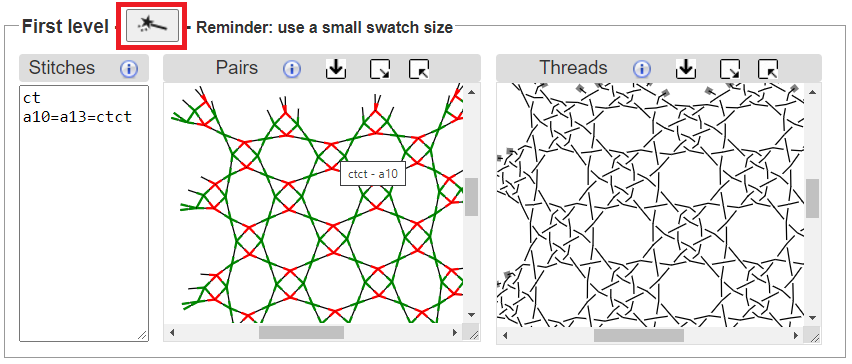 First level - - Reminder: use a small swatch size
Stitches Pairs Threads
ct
a10=a13=ctct
ctct - a10